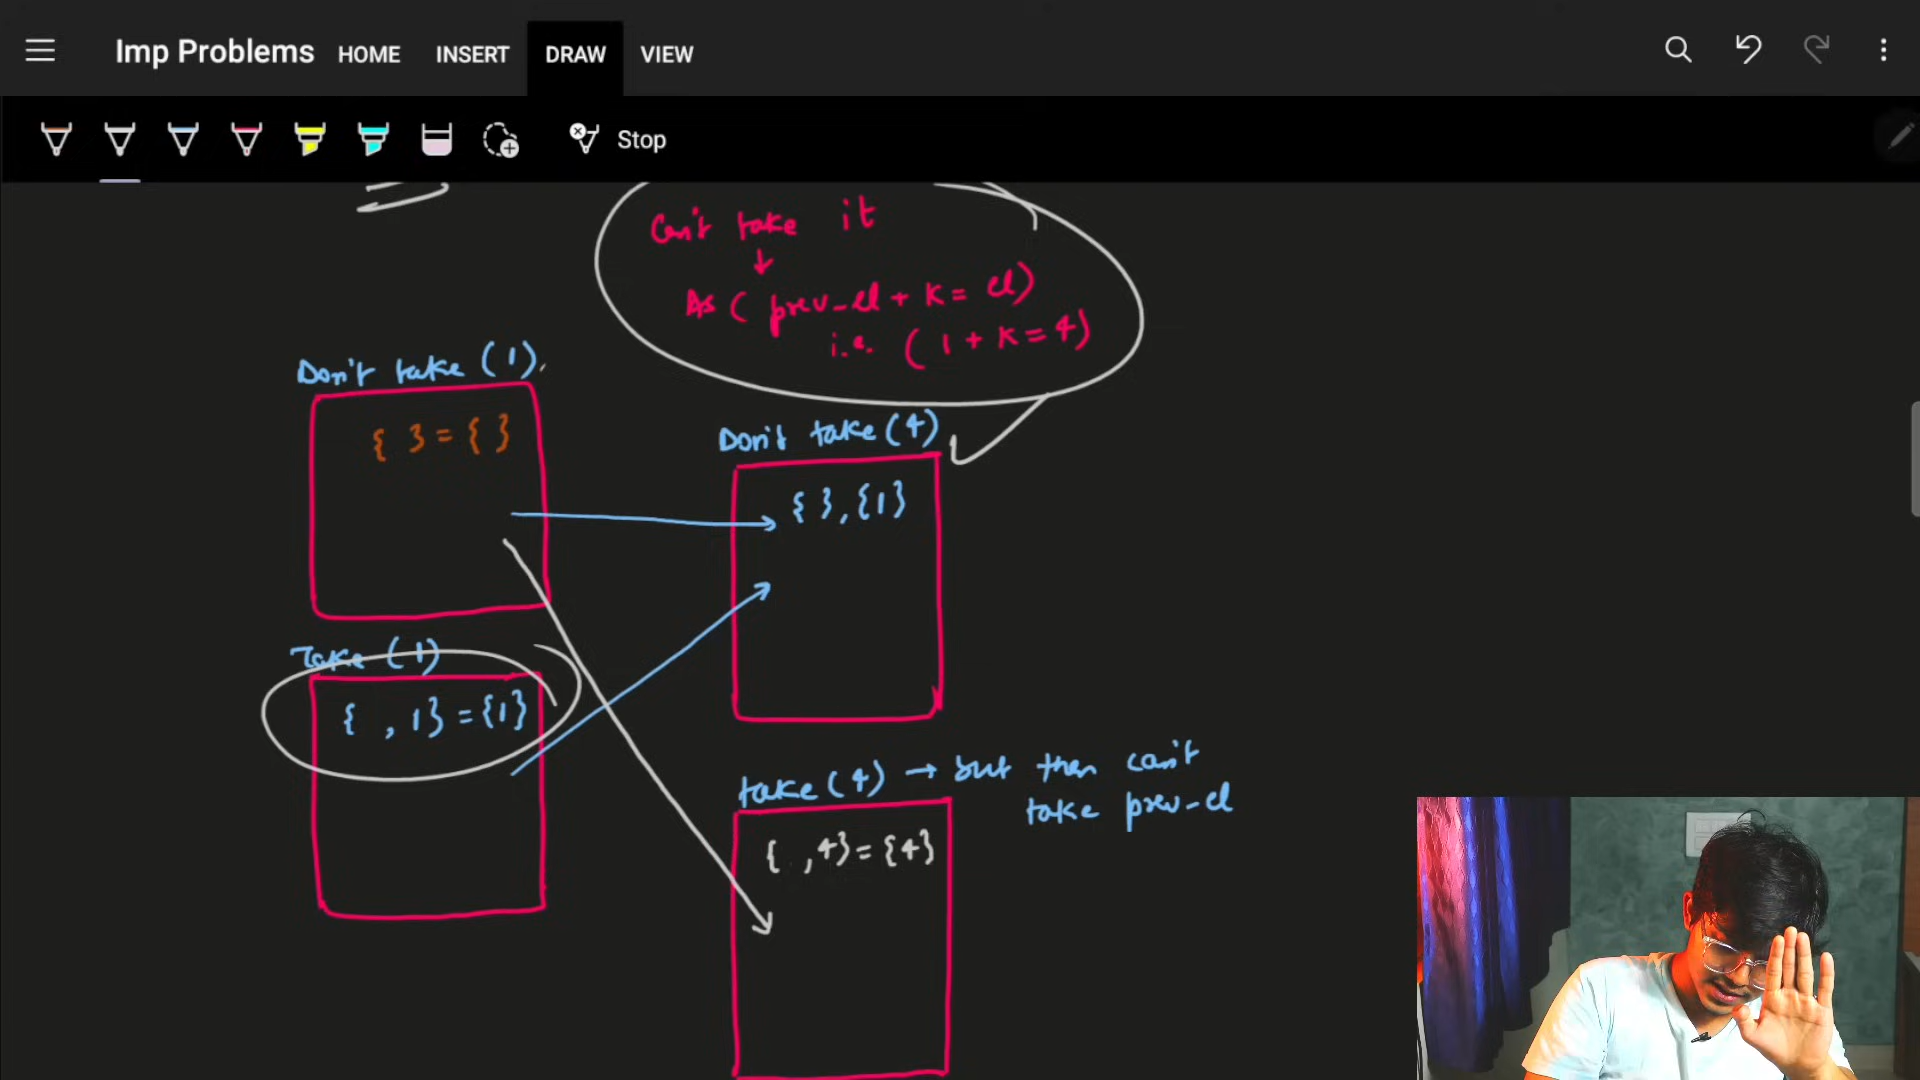 Imp Problems HOME INSERT DRAW VIEW
Stop
Can't take it
As ( prev_el + K = el)
i.e. ( 1 + K = 4)
Don't take (1).
{ } = { }
Don't take (4)
{ }, {1}
Take (1)
{ , 1} = {1}
take (4) → but then can't
take prev_el
{ , 4} = {4}